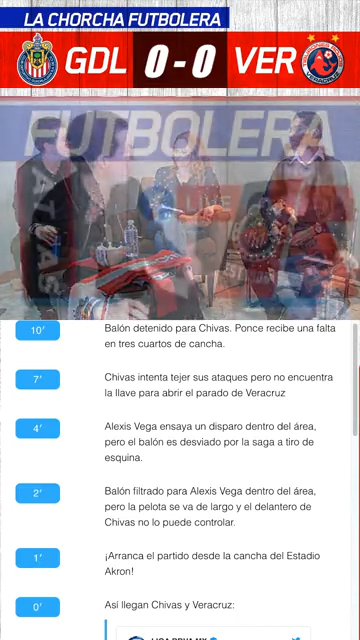 LA CHORCHA FUTBOLERA
GDL 0-0 VER
FUTBOLERA
LIVE
10'
Balón detenido para Chivas. Ponce recibe una falta
en tres cuartos de cancha.
7'
Chivas intenta tejer sus ataques pero no encuentra
la llave para abrir el parado de Veracruz
4'
Alexis Vega ensaya un disparo dentro del área,
pero el balón es desviado por la saga a tiro de
esquina.
2'
Balón filtrado para Alexis Vega dentro del área,
pero la pelota se va de largo y el delantero de
Chivas no lo puede controlar.
1'
¡Arranca el partido desde la cancha del Estadio
Akron!
0'
Así llegan Chivas y Veracruz:
LIGA BBVA MX